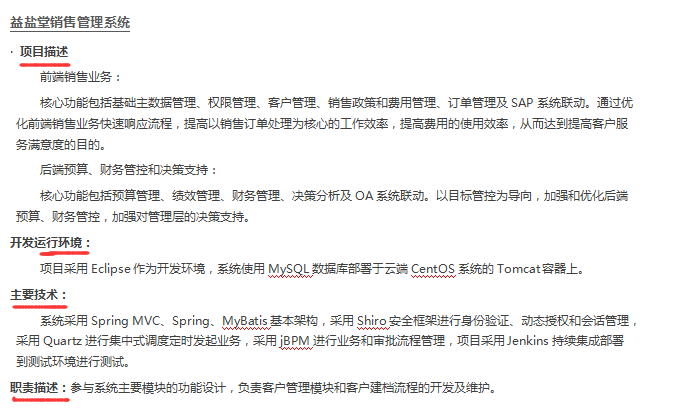 益盐堂销售管理系统
· 项目描述
前端销售业务：
核心功能包括基础主数据管理、权限管理、客户管理、销售政策和费用管理、订单管理及 SAP 系统联动。通过优
化前端销售业务快速响应流程，提高以销售订单处理为核心的工作效率，提高费用的使用效率，从而达到提高客户服
务满意度的目的。
后端预算、财务管控和决策支持：
核心功能包括预算管理、绩效管理、财务管理、决策分析及 OA 系统联动。以目标管控为导向，加强和优化后端
预算、财务管控，加强对管理层的决策支持。
开发运行环境：
项目采用 Eclipse 作为开发环境，系统使用 MySQL 数据库部署于云端 CentOS 系统的 Tomcat 容器上。
主要技术：
系统采用 Spring MVC、Spring、MyBatis 基本架构，采用 Shiro 安全框架进行身份验证、动态授权和会话管理，
采用 Quartz 进行集中式调度定时发起业务，采用 jBPM 进行业务和审批流程管理，项目采用 Jenkins 持续集成部署
到测试环境进行测试。
职责描述：参与系统主要模块的功能设计，负责客户管理模块和客户建档流程的开发及维护。